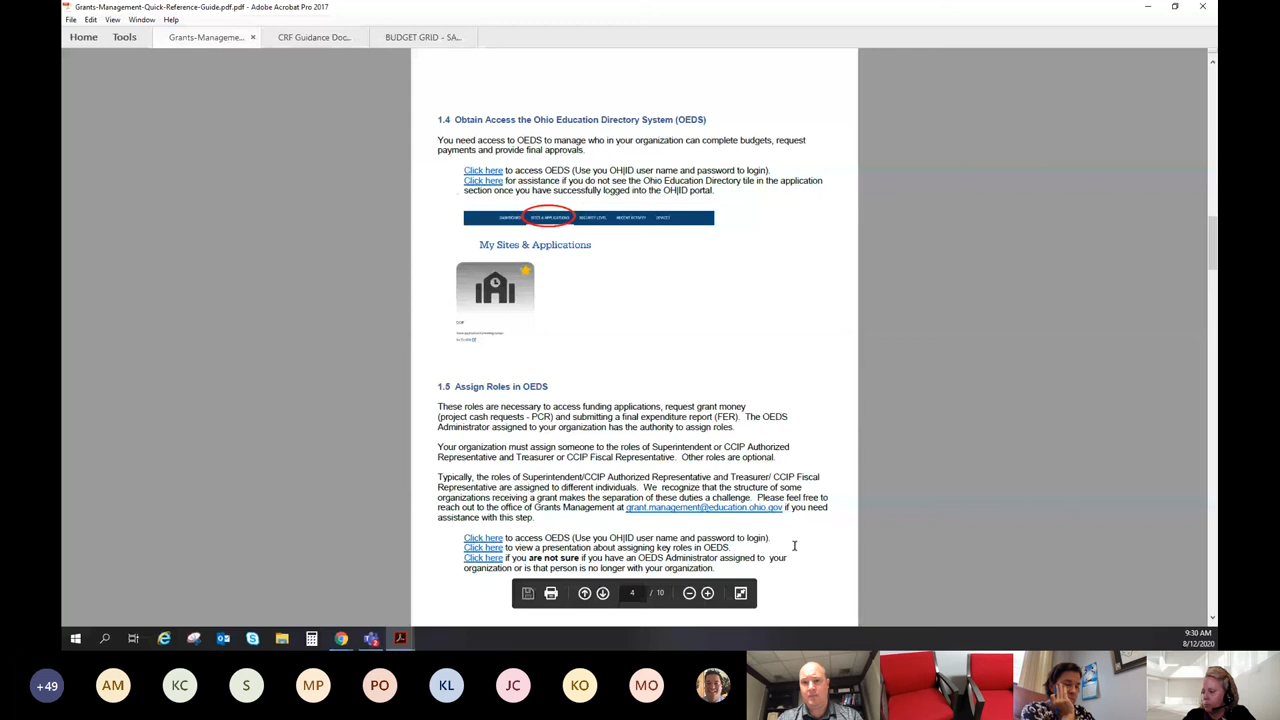 Grants-Management-Quick-Reference-Guide.pdf.pdf - Adobe Acrobat Pro 2017
File Edit View Window Help
Home Tools Grants-Manageme... × CRF Guidance Doc... BUDGET GRID - SA...
1.4 Obtain Access the Ohio Education Directory System (OEDS)
You need access to OEDS to manage who in your organization can complete budgets, request
payments and provide final approvals.
Click here to access OEDS (Use you OH|ID user name and password to login).
Click here for assistance if you do not see the Ohio Education Directory tile in the application
section once you have successfully logged into the OH|ID portal.
DASHBOARD SITES & APPLICATIONS SECURITY LEVEL RECENT ACTIVITY DEVICES
My Sites & Applications
CCIP
1.5 Assign Roles in OEDS
These roles are necessary to access funding applications, request grant money
(project cash requests - PCR) and submitting a final expenditure report (FER). The OEDS
Administrator assigned to your organization has the authority to assign roles.
Your organization must assign someone to the roles of Superintendent or CCIP Authorized
Representative and Treasurer or CCIP Fiscal Representative. Other roles are optional.
Typically, the roles of Superintendent/CCIP Authorized Representative and Treasurer/ CCIP Fiscal
Representative are assigned to different individuals. We recognize that the structure of some
organizations receiving a grant makes the separation of these duties a challenge. Please feel free to
reach out to the office of Grants Management at grant.management@education.ohio.gov if you need
assistance with this step.
Click here to access OEDS (Use you OH|ID user name and password to login).
Click here to view a presentation about assigning key roles in OEDS.
Click here if you are not sure if you have an OEDS Administrator assigned to your
organization or is that person is no longer with your organization.
4 / 10
9:30 AM
8/12/2020
+49 AM KC S MP PO KL JC KO MO